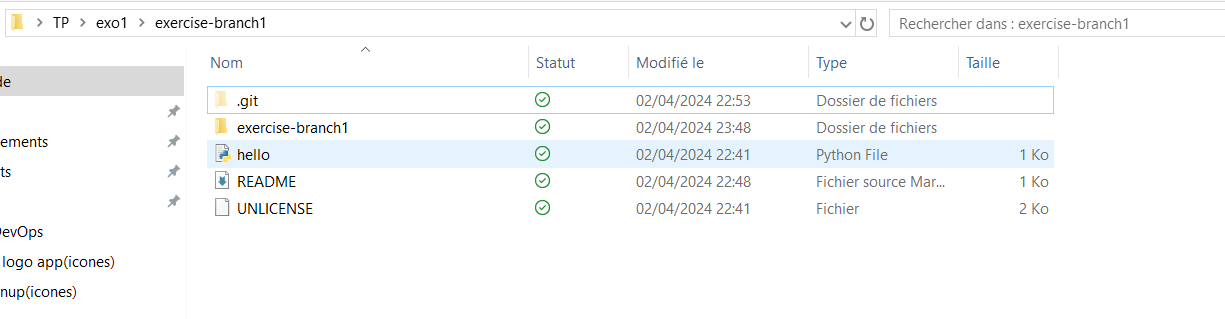 TP > exo1 > exercise-branch1
Rechercher dans : exercise-branch1
Nom Statut Modifié le Type Taille
de
.git 02/04/2024 22:53 Dossier de fichiers
exercise-branch1 02/04/2024 23:48 Dossier de fichiers
ements
hello 02/04/2024 22:41 Python File 1 Ko
ts
README 02/04/2024 22:48 Fichier source Mar... 1 Ko
UNLICENSE 02/04/2024 22:41 Fichier 2 Ko
DevOps
logo app(icones)
nup(icones)